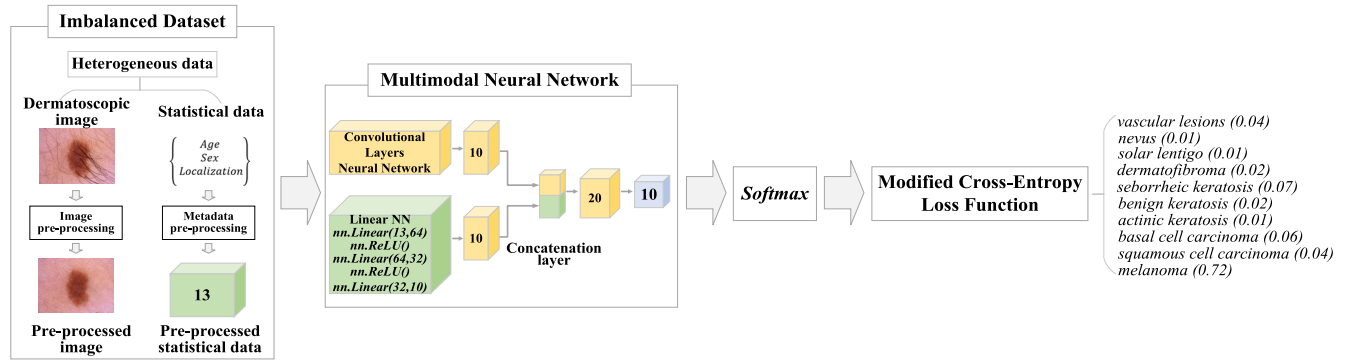 Imbalanced Dataset
Heterogeneous data
Dermatoscopic
image
Statistical data
Age
Sex
Localization
Image
pre-processing
Metadata
pre-processing
13
Pre-processed
image
Pre-processed
statistical data
Multimodal Neural Network
Convolutional
Layers
Neural Network
10
Linear NN
nn.Linear(13,64)
nn.ReLU()
nn.Linear(64,32)
nn.ReLU()
nn.Linear(32,10)
10
Concatenation
layer
20
10
Softmax
Modified Cross-Entropy
Loss Function
vascular lesions (0.04)
nevus (0.01)
solar lentigo (0.01)
dermatofibroma (0.02)
seborrheic keratosis (0.07)
benign keratosis (0.02)
actinic keratosis (0.01)
basal cell carcinoma (0.06)
squamous cell carcinoma (0.04)
melanoma (0.72)